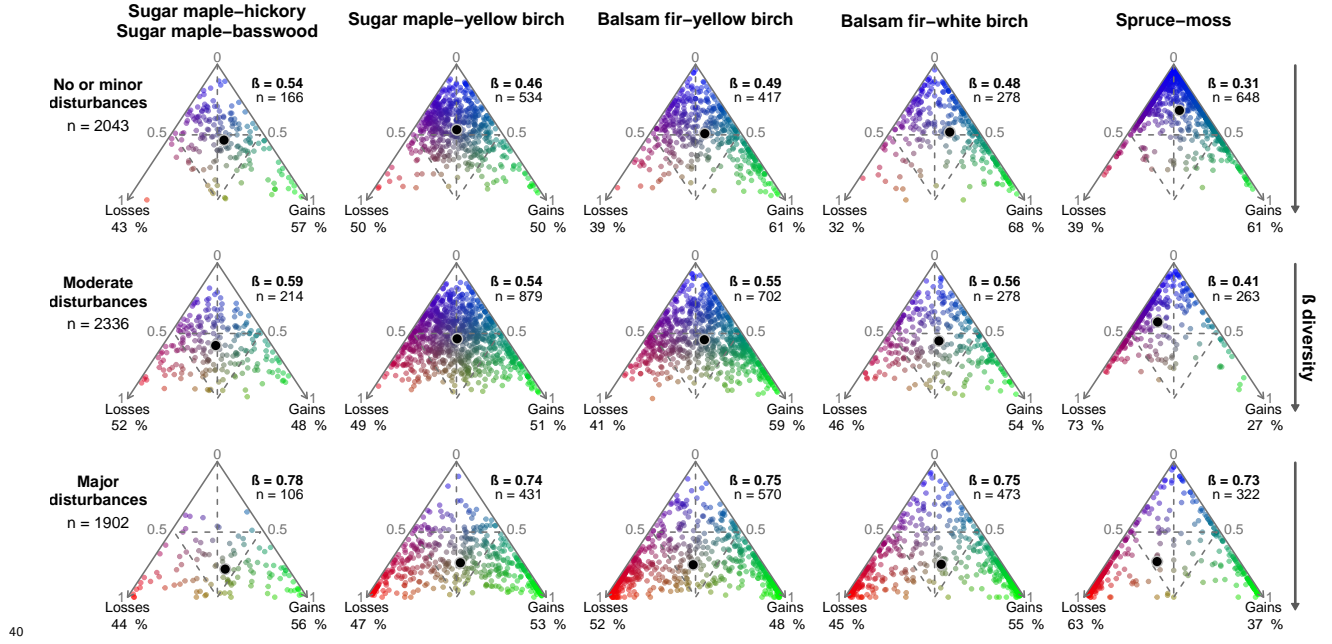 Sugar maple−hickory
Sugar maple−basswood
Sugar maple−yellow birch
Balsam fir−yellow birch
Balsam fir−white birch
Spruce−moss
No or minor
disturbances
n = 2043
0
ß = 0.54
n = 166
0.5
0.5
1
1
Losses
Gains
43 %
57 %
0
ß = 0.46
n = 534
0.5
0.5
1
1
Losses
Gains
50 %
50 %
0
ß = 0.49
n = 417
0.5
0.5
1
1
Losses
Gains
39 %
61 %
0
ß = 0.48
n = 278
0.5
0.5
1
1
Losses
Gains
32 %
68 %
0
ß = 0.31
n = 648
0.5
0.5
1
1
Losses
Gains
39 %
61 %
Moderate
disturbances
n = 2336
0
ß = 0.59
n = 214
0.5
0.5
1
1
Losses
Gains
52 %
48 %
0
ß = 0.54
n = 879
0.5
0.5
1
1
Losses
Gains
49 %
51 %
0
ß = 0.55
n = 702
0.5
0.5
1
1
Losses
Gains
41 %
59 %
0
ß = 0.56
n = 278
0.5
0.5
1
1
Losses
Gains
46 %
54 %
0
ß = 0.41
n = 263
0.5
0.5
1
1
Losses
Gains
73 %
27 %
ß diversity
Major
disturbances
n = 1902
0
ß = 0.78
n = 106
0.5
0.5
1
1
Losses
Gains
44 %
56 %
0
ß = 0.74
n = 431
0.5
0.5
1
1
Losses
Gains
47 %
53 %
0
ß = 0.75
n = 570
0.5
0.5
1
1
Losses
Gains
52 %
48 %
0
ß = 0.75
n = 473
0.5
0.5
1
1
Losses
Gains
45 %
55 %
0
ß = 0.73
n = 322
0.5
0.5
1
1
Losses
Gains
63 %
37 %
40